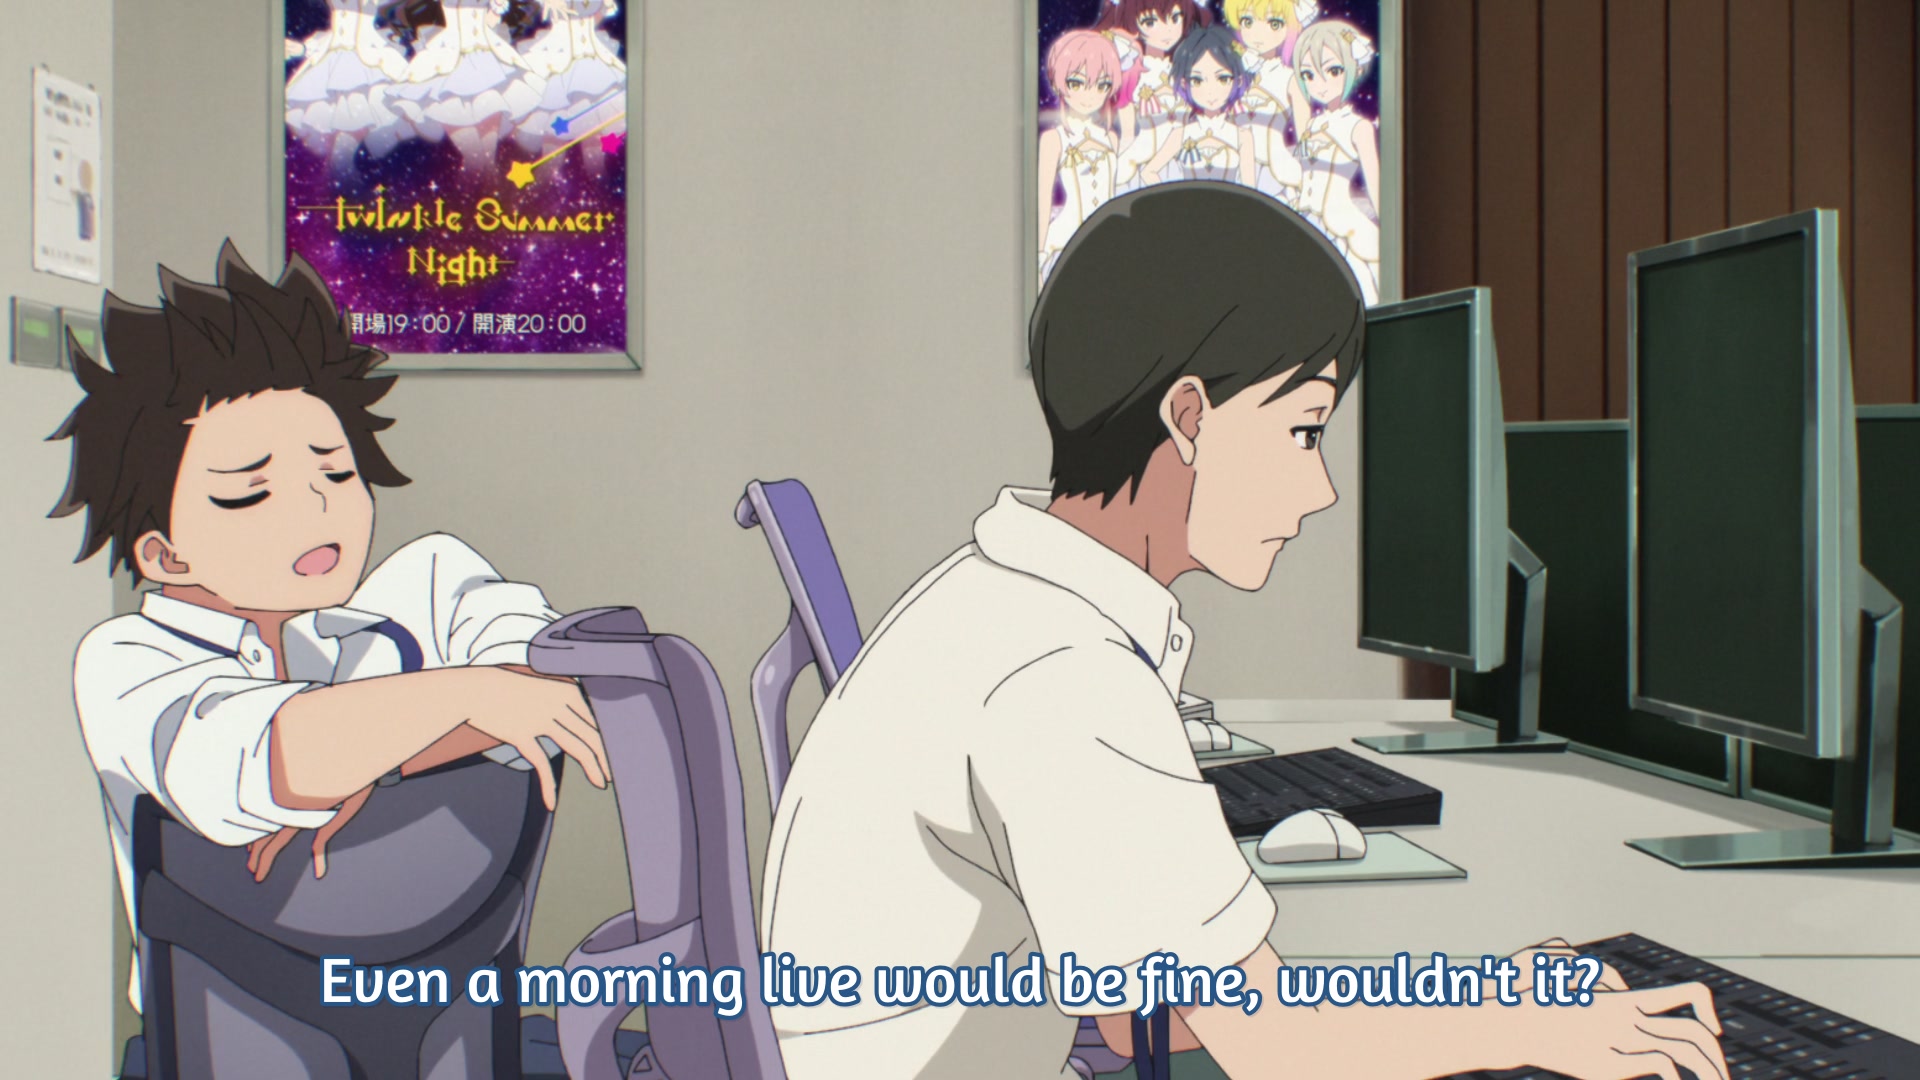 Twinkle Summer
Night
開場19:00 / 開演20:00
Even a morning live would be fine, wouldn't it?